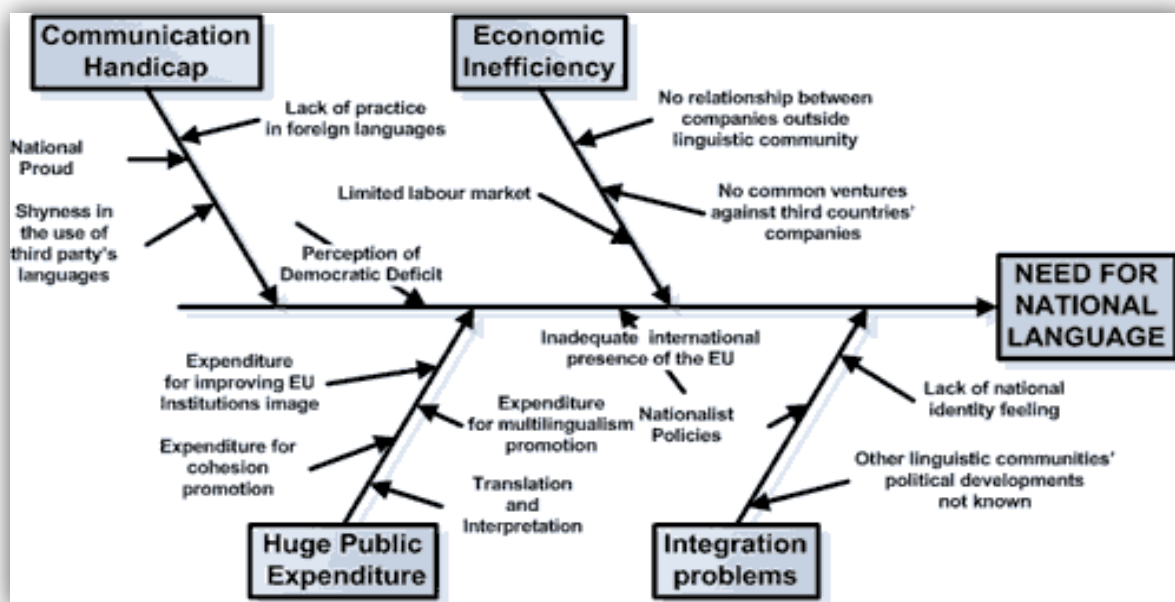 Communication
Handicap
Economic
Inefficiency
Lack of practice
in foreign languages
National
Proud
Shyness in
the use of
third party's
languages
No relationship between
companies outside
linguistic community
Limited labour market
No common ventures
against third countries'
companies
Perception of
Democratic Deficit
NEED FOR
NATIONAL
LANGUAGE
Inadequate international
presence of the EU
Expenditure
for improving EU
Institutions image
Expenditure
for multilingualism
promotion
Nationalist
Policies
Lack of national
identity feeling
Expenditure for
cohesion
promotion
Translation
and
Interpretation
Other linguistic communities'
political developments
not known
Huge Public
Expenditure
Integration
problems